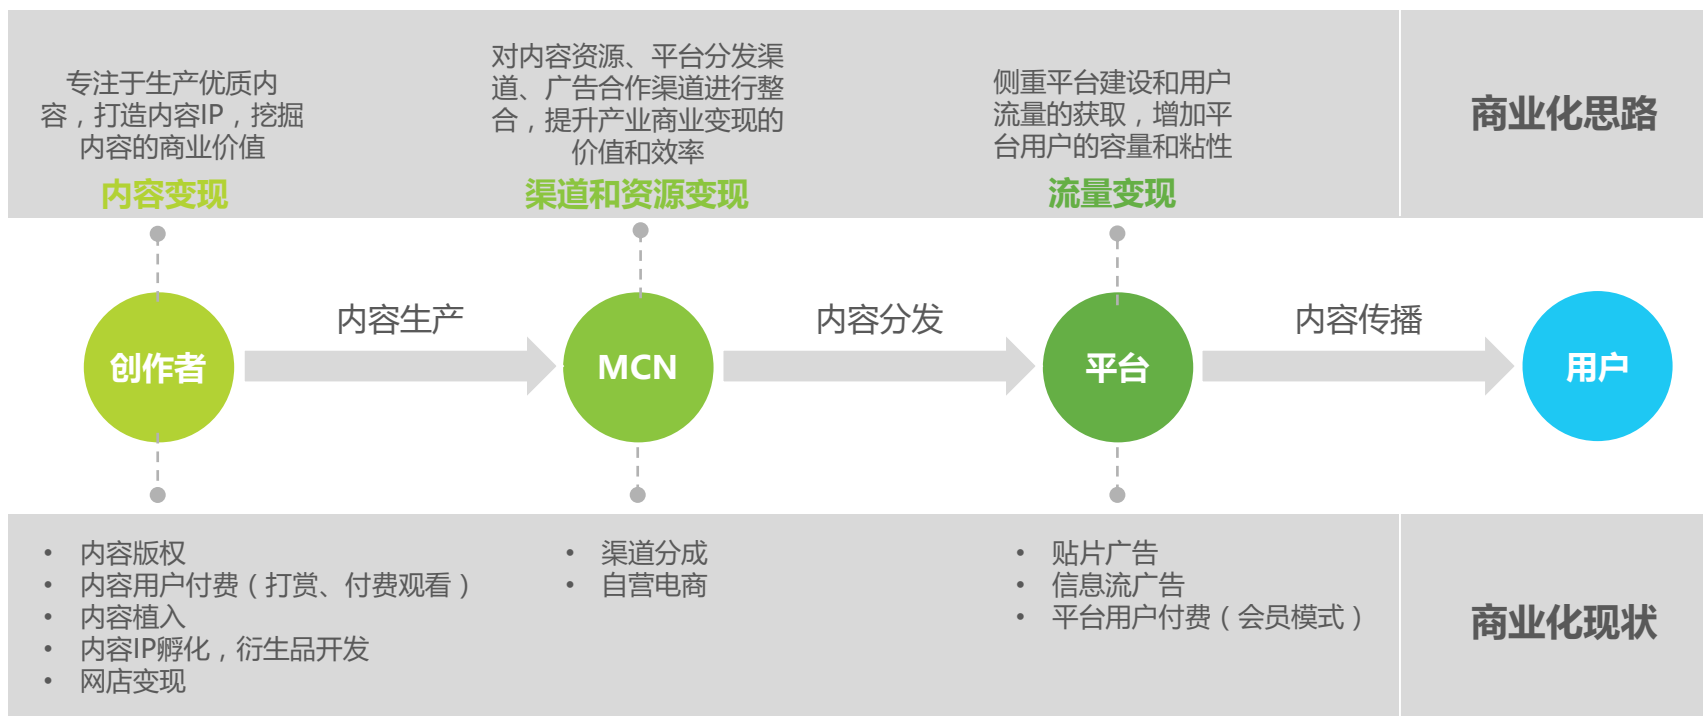 专注于生产优质内
容，打造内容IP，挖掘
内容的商业价值
内容变现
对内容资源、平台分发渠
道、广告合作渠道进行整
合，提升产业商业变现的
价值和效率
渠道和资源变现
侧重平台建设和用户
流量的获取，增加平
台用户的容量和粘性
流量变现
商业化思路
创作者
内容生产
MCN
内容分发
平台
内容传播
用户
• 内容版权
• 内容用户付费（打赏、付费观看）
• 内容植入
• 内容IP孵化，衍生品开发
• 网店变现
• 渠道分成
• 自营电商
• 贴片广告
• 信息流广告
• 平台用户付费（会员模式）
商业化现状